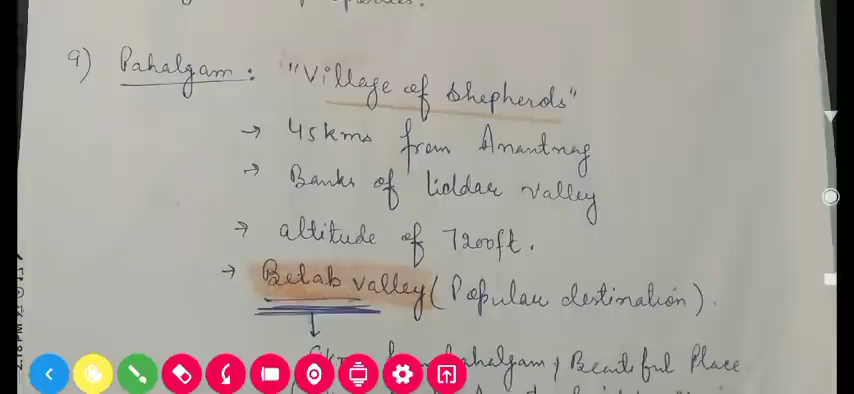 9) Pahalgam : "Village of Shepherds"
→ 45kms from Anantnag
→ Banks of Liddar valley
→ altitude of 7200ft.
→ Betab valley (Popular destination).
Pahalgam, Beautiful Place